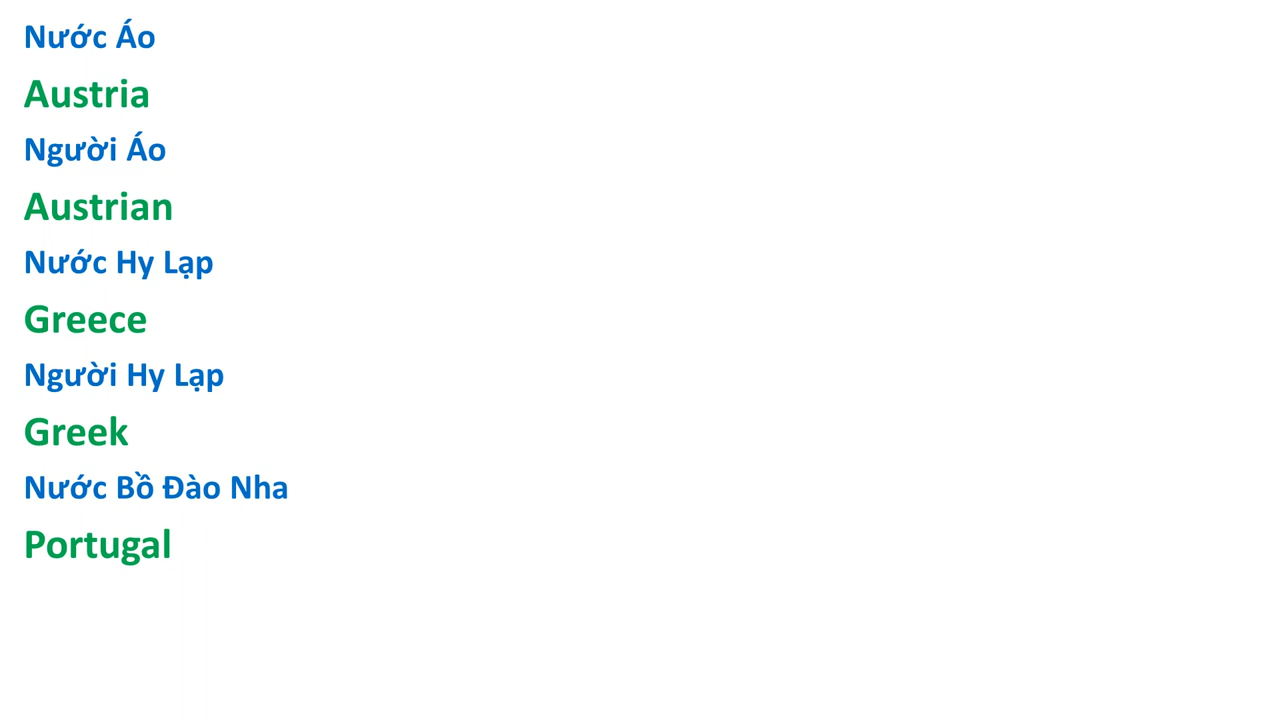 Nước Áo
Austria
Người Áo
Austrian
Nước Hy Lạp
Greece
Người Hy Lạp
Greek
Nước Bồ Đào Nha
Portugal